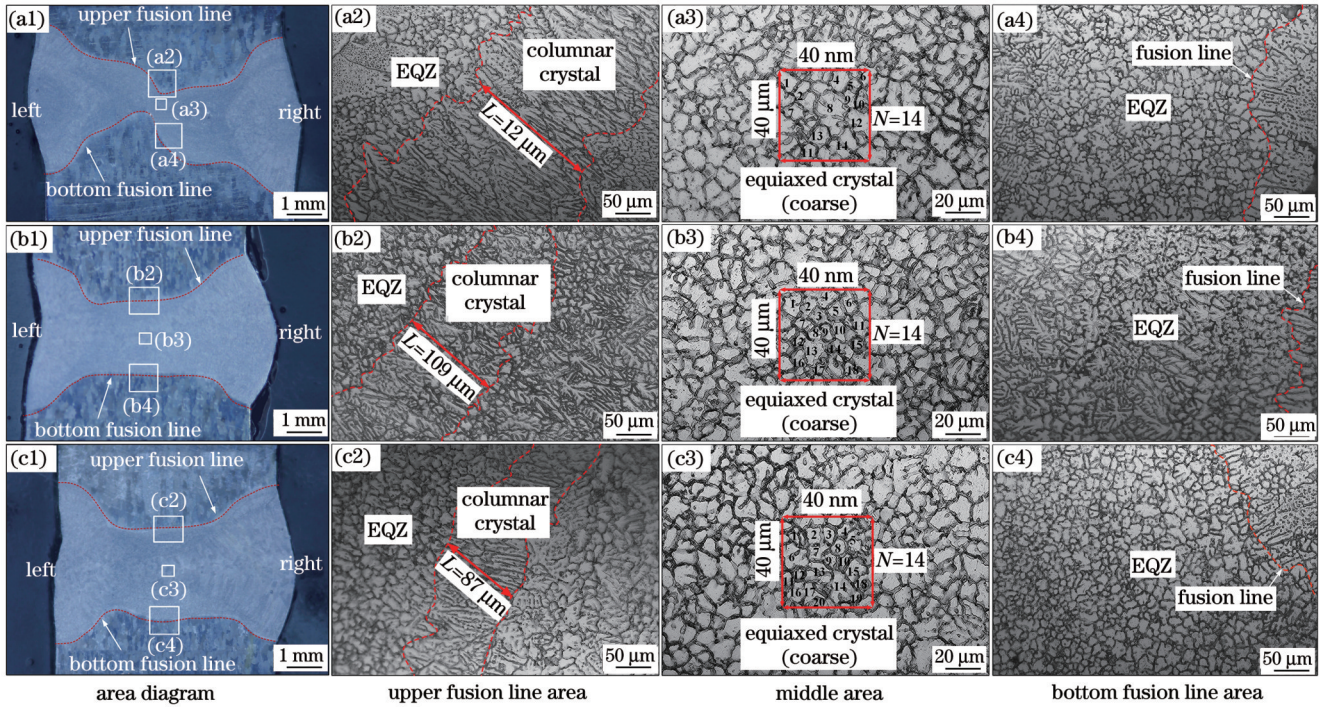 (a1)
upper fusion line
(a2)
left
(a3)
right
(a4)
bottom fusion line
1 mm
(a2)
EQZ
columnar
crystal
L=12 μm
50 μm
(a3)
40 nm
40 μm
N=14
equiaxed crystal
(coarse)
20 μm
(a4)
fusion line
EQZ
50 μm
(b1)
upper fusion line
(b2)
left
(b3)
right
(b4)
bottom fusion line
1 mm
(b2)
EQZ
columnar
crystal
L=109 μm
50 μm
(b3)
40 nm
40 μm
N=14
equiaxed crystal
(coarse)
20 μm
(b4)
fusion line
EQZ
50 μm
(c1)
upper fusion line
(c2)
left
(c3)
right
(c4)
bottom fusion line
1 mm
(c2)
EQZ
columnar
crystal
L=87 μm
50 μm
(c3)
40 nm
40 μm
N=14
equiaxed crystal
(coarse)
20 μm
(c4)
EQZ
fusion line
50 μm
area diagram
upper fusion line area
middle area
bottom fusion line area